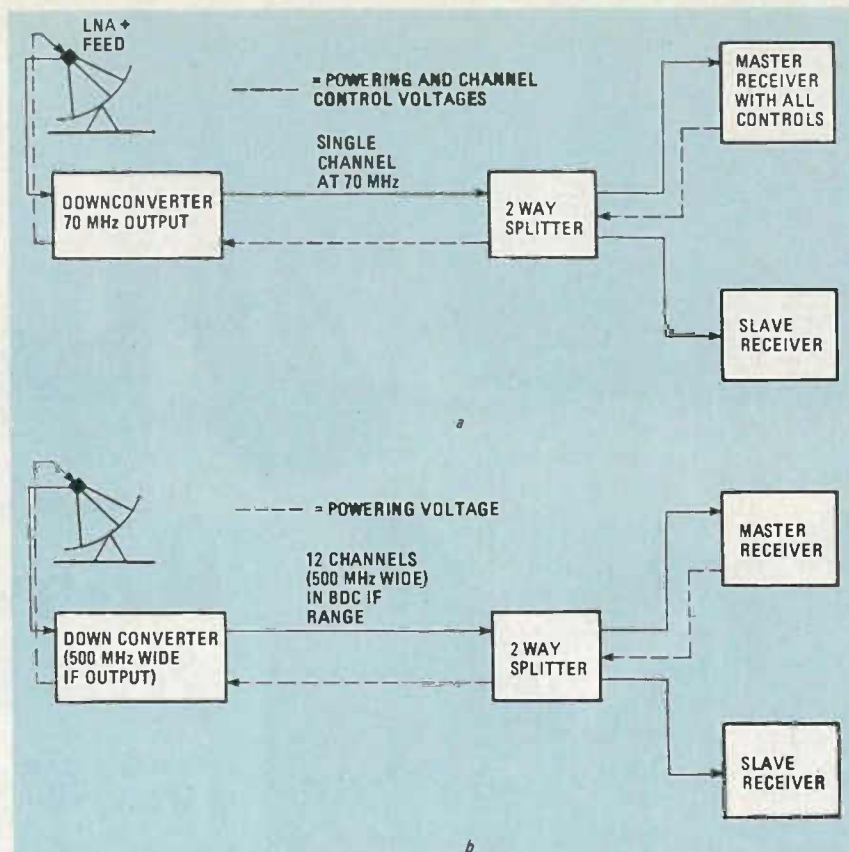 LNA +
FEED
= POWERING AND CHANNEL
CONTROL VOLTAGES
MASTER
RECEIVER
WITH ALL
CONTROLS
SINGLE
CHANNEL
AT 70 MHz
DOWNCONVERTER
70 MHz OUTPUT
2 WAY
SPLITTER
SLAVE
RECEIVER
a
= POWERING VOLTAGE
12 CHANNELS
(500 MHz WIDE)
IN BDC IF
RANGE
MASTER
RECEIVER
DOWN CONVERTER
(500 MHz WIDE
IF OUTPUT)
2 WAY
SPLITTER
SLAVE
RECEIVER
b